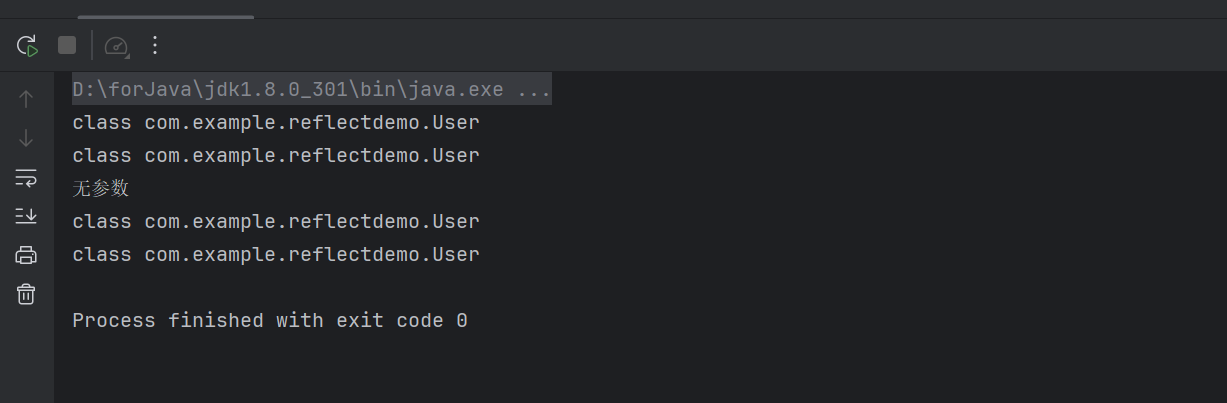 D:\forJava\jdk1.8.0_301\bin\java.exe ...
class com.example.reflectdemo.User
class com.example.reflectdemo.User
无参数
class com.example.reflectdemo.User
class com.example.reflectdemo.User
Process finished with exit code 0